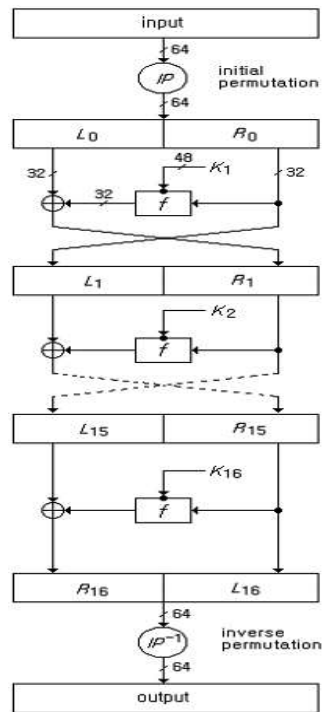 input
64
IP
initial
permutation
64
L0 R0
32 48 K1 32
32
f
L1 R1
K2
f
L15 R15
K16
f
R16 L16
64
IP−1
inverse
permutation
64
output